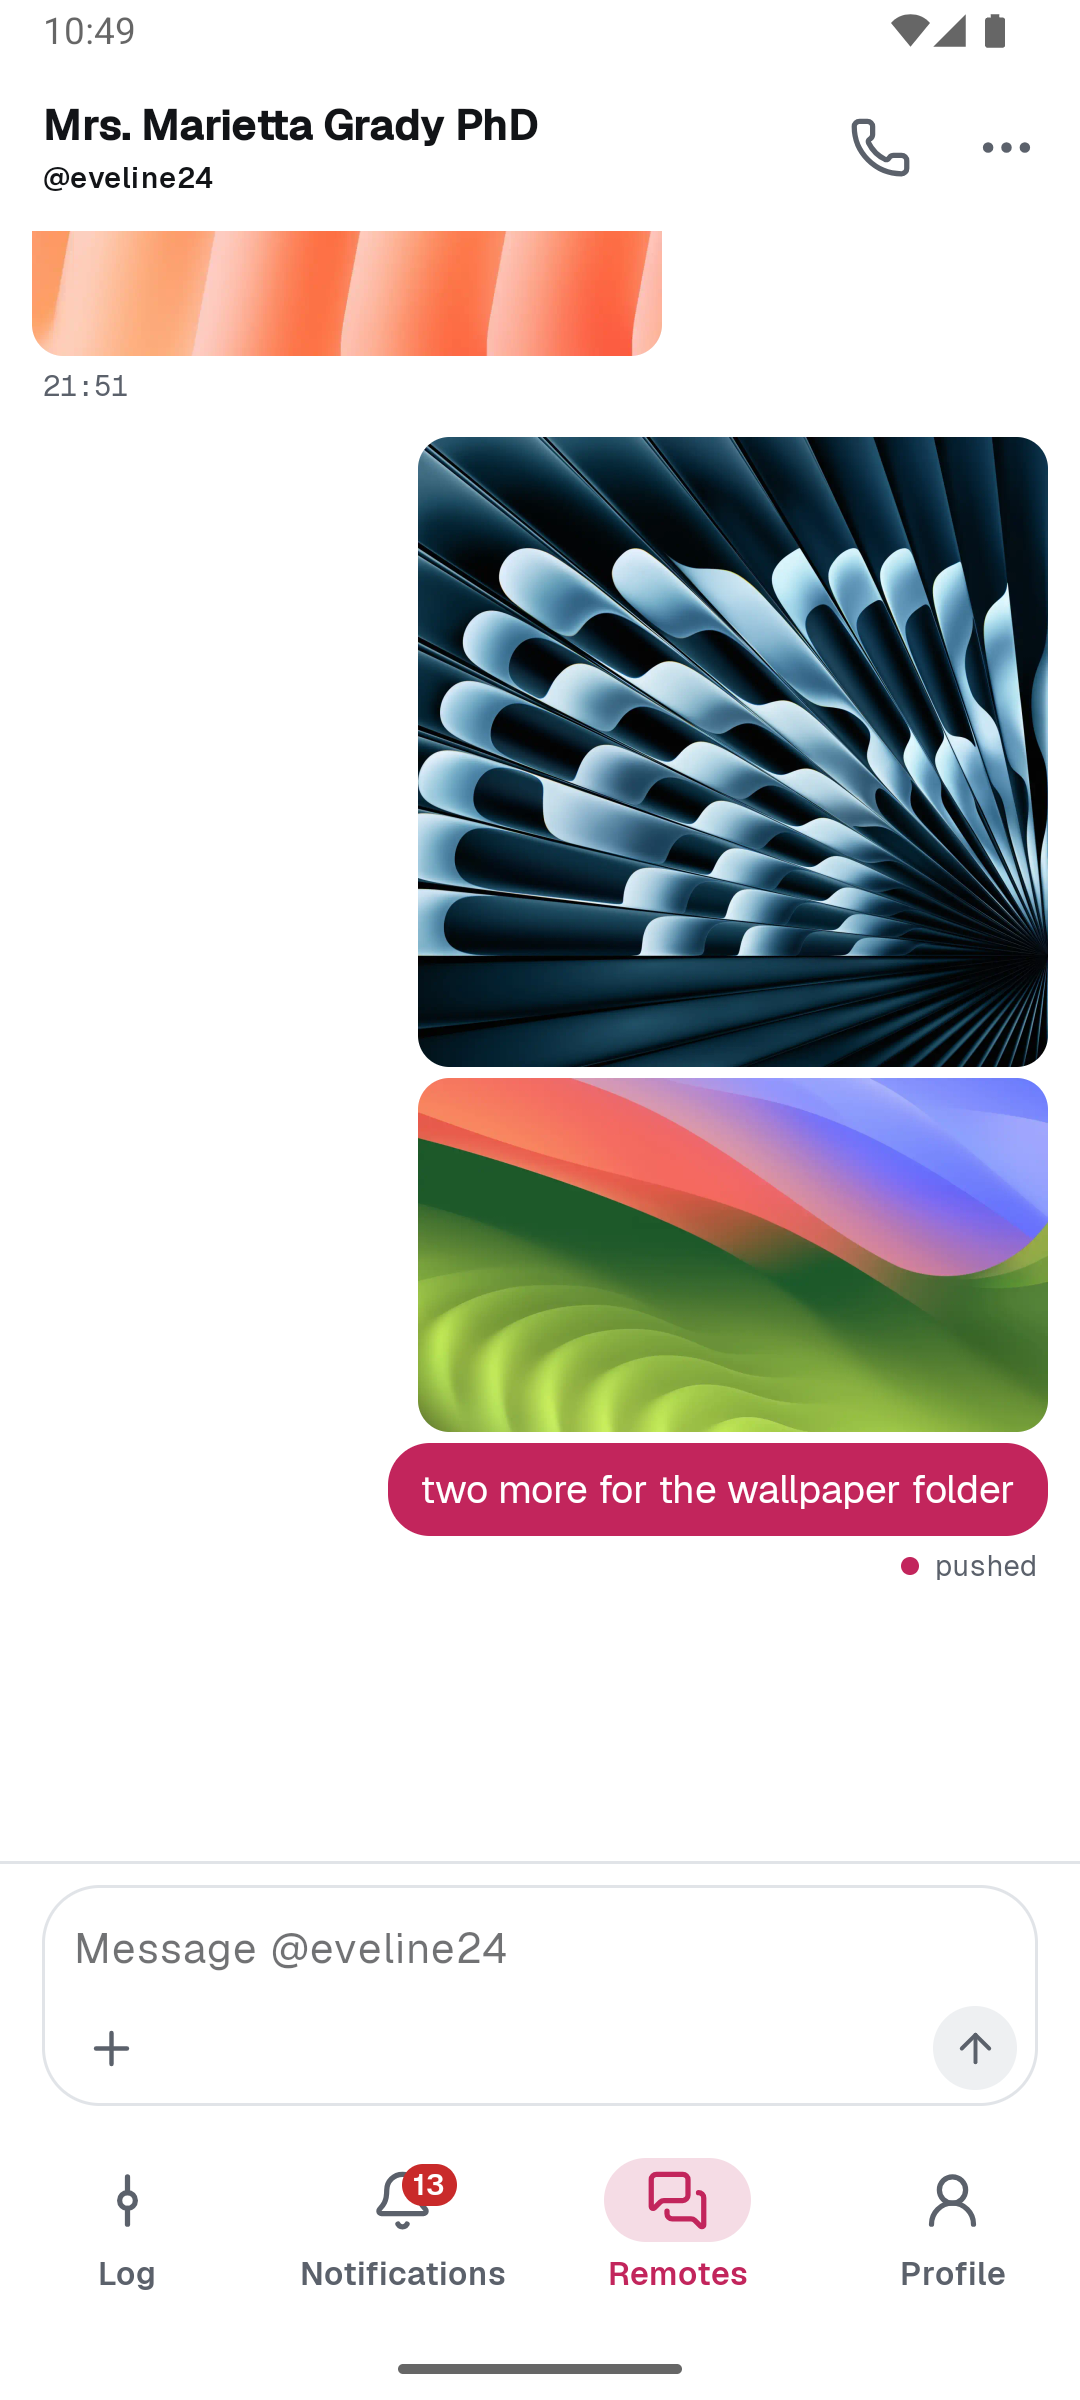 10:49
Mrs. Marietta Grady PhD
@eveline24
21:51
two more for the wallpaper folder
pushed
Message @eveline24
13
Log
Notifications
Remotes
Profile